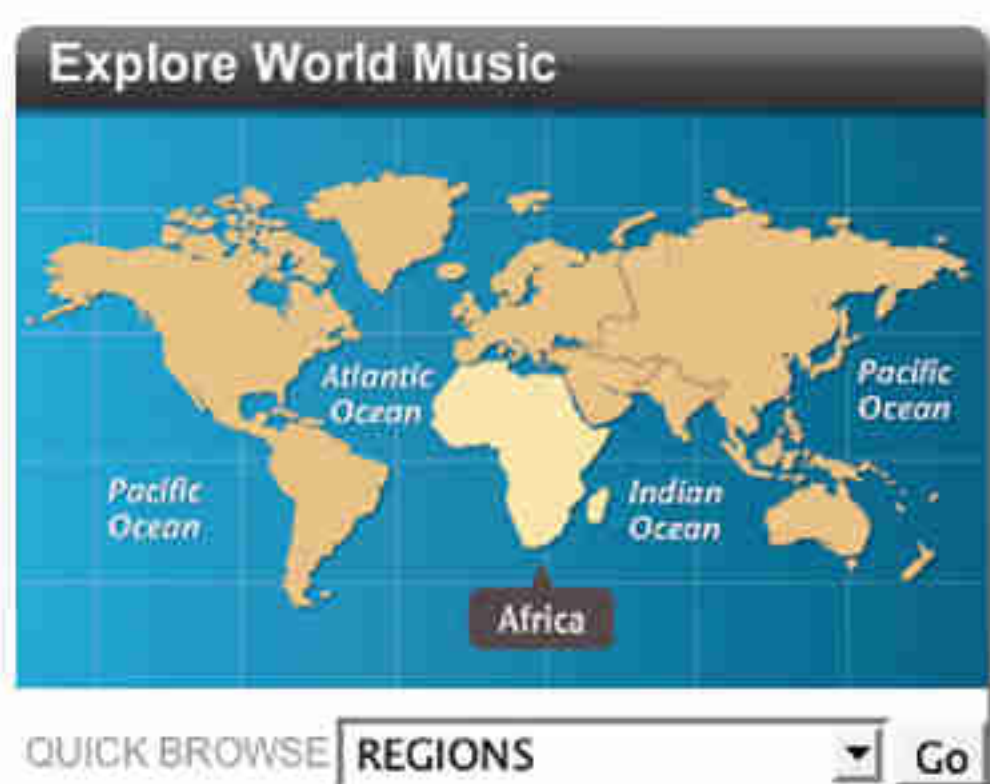 Explore World Music
Atlantic
Ocean
Pacific
Ocean
Pacific
Ocean
Indian
Ocean
Africa
QUICK BROWSE REGIONS Go